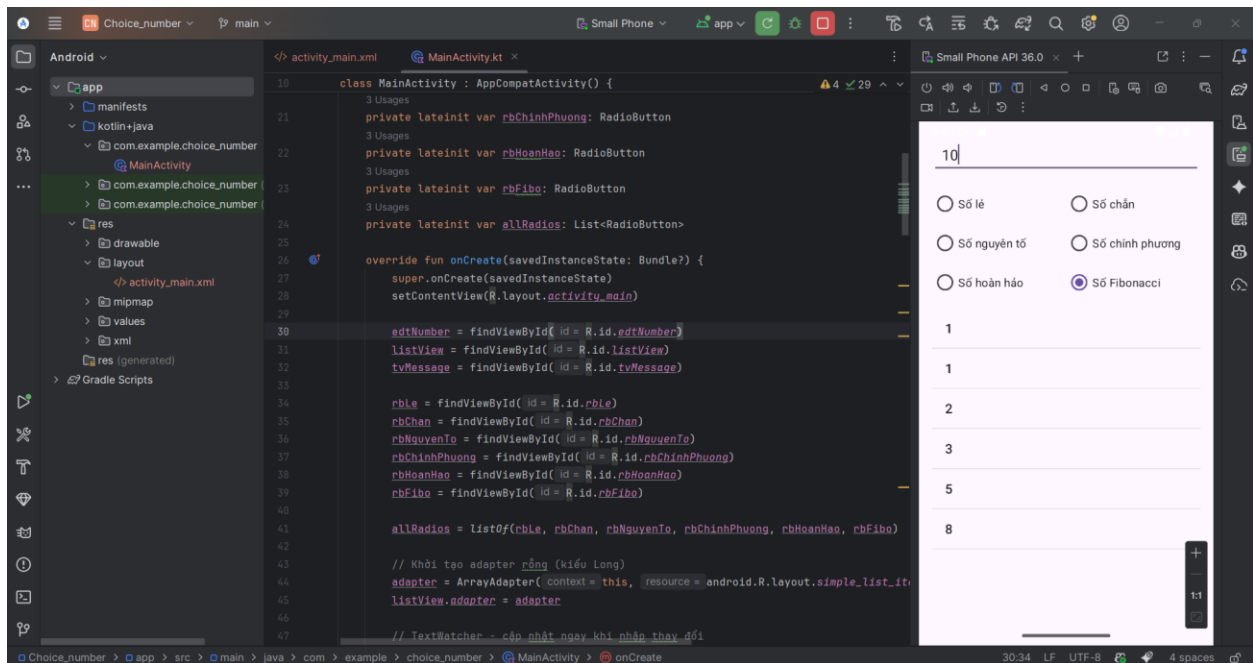 CN Choice_number main Small Phone app
Android
app
manifests
kotlin+java
com.example.choice_number
MainActivity
com.example.choice_number (
com.example.choice_number (
res
drawable
layout
activity_main.xml
mipmap
values
xml
res (generated)
Gradle Scripts
activity_main.xml MainActivity.kt
10 class MainActivity : AppCompatActivity() { 4 29
3 Usages
21 private lateinit var rbChinhPhuong: RadioButton
3 Usages
22 private lateinit var rbHoanHao: RadioButton
3 Usages
23 private lateinit var rbFibo: RadioButton
3 Usages
24 private lateinit var allRadios: List<RadioButton>
25
26 override fun onCreate(savedInstanceState: Bundle?) {
27 super.onCreate(savedInstanceState)
28 setContentView(R.layout.activity_main)
29
30 edtNumber = findViewById( id = R.id.edtNumber)
31 listView = findViewById( id = R.id.listView)
32 tvMessage = findViewById( id = R.id.tvMessage)
33
34 rbLe = findViewById( id = R.id.rbLe)
35 rbChan = findViewById( id = R.id.rbChan)
36 rbNguyenTo = findViewById( id = R.id.rbNguyenTo)
37 rbChinhPhuong = findViewById( id = R.id.rbChinhPhuong)
38 rbHoanHao = findViewById( id = R.id.rbHoanHao)
39 rbFibo = findViewById( id = R.id.rbFibo)
40
41 allRadios = listOf(rbLe, rbChan, rbNguyenTo, rbChinhPhuong, rbHoanHao, rbFibo)
42
43 // Khởi tạo adapter rỗng (kiểu Long)
44 adapter = ArrayAdapter( context = this, resource = android.R.layout.simple_list_ite
45 listView.adapter = adapter
46
47 // TextWatcher - cập nhật ngay khi nhập thay đổi
Small Phone API 36.0
10
Số lẻ Số chẵn
Số nguyên tố Số chính phương
Số hoàn hảo Số Fibonacci
1
1
2
3
5
8
1:1
Choice_number > app > src > main > java > com > example > choice_number > MainActivity > onCreate 30:34 LF UTF-8 4 spaces